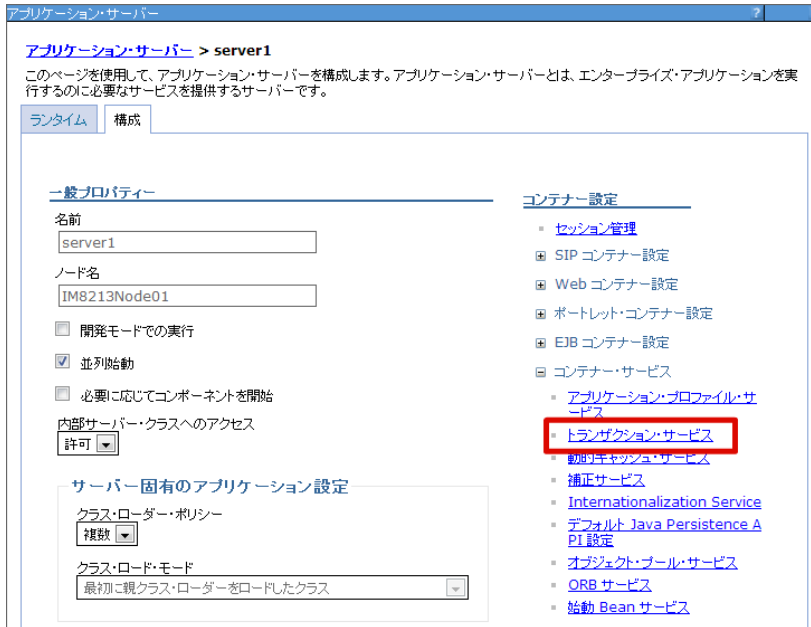 アプリケーション・サーバー ?
アプリケーション・サーバー > server1
このページを使用して、アプリケーション・サーバーを構成します。アプリケーション・サーバーとは、エンタープライズ・アプリケーションを実
行するのに必要なサービスを提供するサーバーです。
ランタイム 構成
一般プロパティー
名前
server1
ノード名
IM8213Node01
開発モードでの実行
並列始動
必要に応じてコンポーネントを開始
内部サーバー・クラスへのアクセス
許可
サーバー固有のアプリケーション設定
クラス・ローダー・ポリシー
複数
クラス・ロード・モード
最初に親クラス・ローダーをロードしたクラス
コンテナー設定
セッション管理
SIP コンテナー設定
Web コンテナー設定
ポートレット・コンテナー設定
EJB コンテナー設定
コンテナー・サービス
アプリケーション・プロファイル・サ
ービス
トランザクション・サービス
動的キャッシュ・サービス
補正サービス
Internationalization Service
デフォルト Java Persistence A
PI 設定
オブジェクト・プール・サービス
ORB サービス
始動 Bean サービス